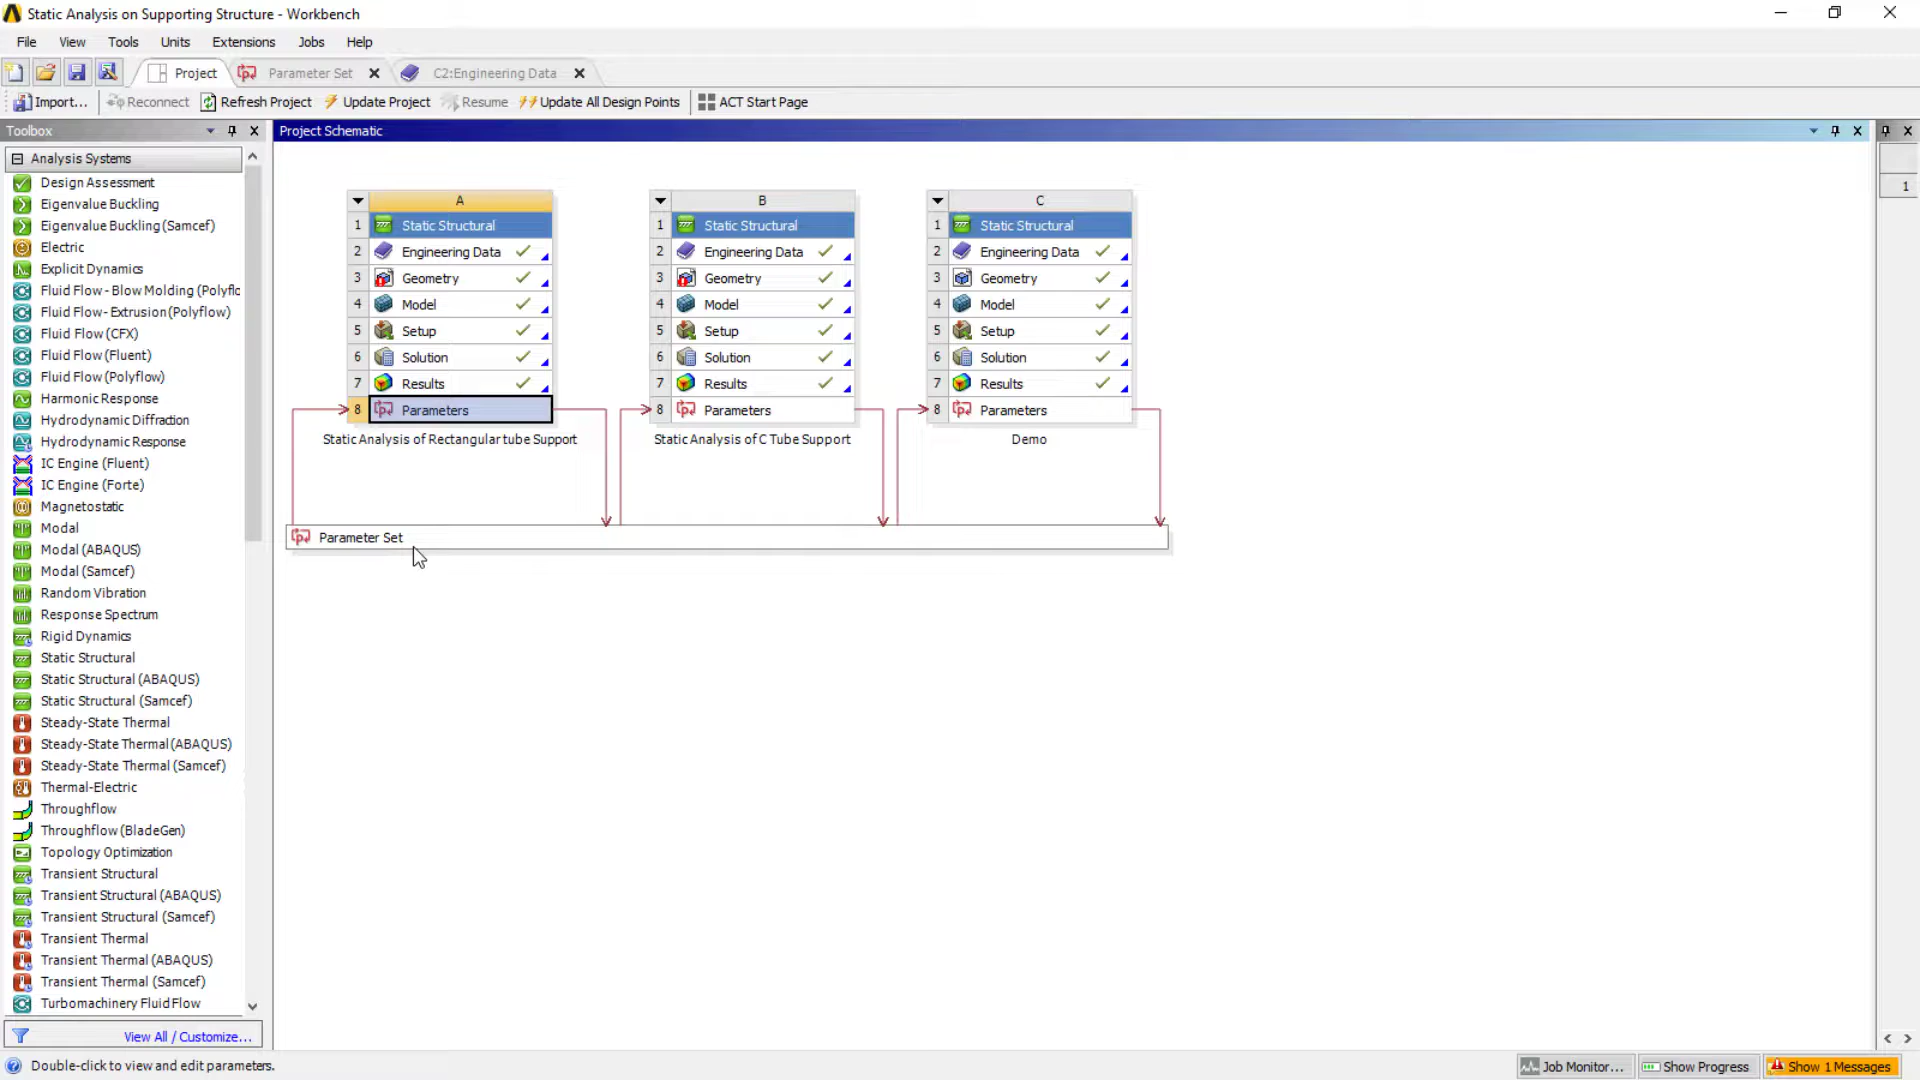 Static Analysis on Supporting Structure - Workbench
File View Tools Units Extensions Jobs Help
Project Parameter Set C2:Engineering Data
Import... Reconnect Refresh Project Update Project Resume Update All Design Points ACT Start Page
Toolbox
Analysis Systems
Design Assessment
Eigenvalue Buckling
Eigenvalue Buckling (Samcef)
Electric
Explicit Dynamics
Fluid Flow - Blow Molding (Polyflo
Fluid Flow- Extrusion (Polyflow)
Fluid Flow (CFX)
Fluid Flow (Fluent)
Fluid Flow (Polyflow)
Harmonic Response
Hydrodynamic Diffraction
Hydrodynamic Response
IC Engine (Fluent)
IC Engine (Forte)
Magnetostatic
Modal
Modal (ABAQUS)
Modal (Samcef)
Random Vibration
Response Spectrum
Rigid Dynamics
Static Structural
Static Structural (ABAQUS)
Static Structural (Samcef)
Steady-State Thermal
Steady-State Thermal (ABAQUS)
Steady-State Thermal (Samcef)
Thermal-Electric
Throughflow
Throughflow (BladeGen)
Topology Optimization
Transient Structural
Transient Structural (ABAQUS)
Transient Structural (Samcef)
Transient Thermal
Transient Thermal (ABAQUS)
Transient Thermal (Samcef)
Turbomachinery Fluid Flow
View All / Customize...
Project Schematic
A
1 Static Structural
2 Engineering Data
3 Geometry
4 Model
5 Setup
6 Solution
7 Results
8 Parameters
Static Analysis of Rectangular tube Support
B
1 Static Structural
2 Engineering Data
3 Geometry
4 Model
5 Setup
6 Solution
7 Results
8 Parameters
Static Analysis of C Tube Support
C
1 Static Structural
2 Engineering Data
3 Geometry
4 Model
5 Setup
6 Solution
7 Results
8 Parameters
Demo
Parameter Set
1
Double-click to view and edit parameters.
Job Monitor... Show Progress Show 1 Messages